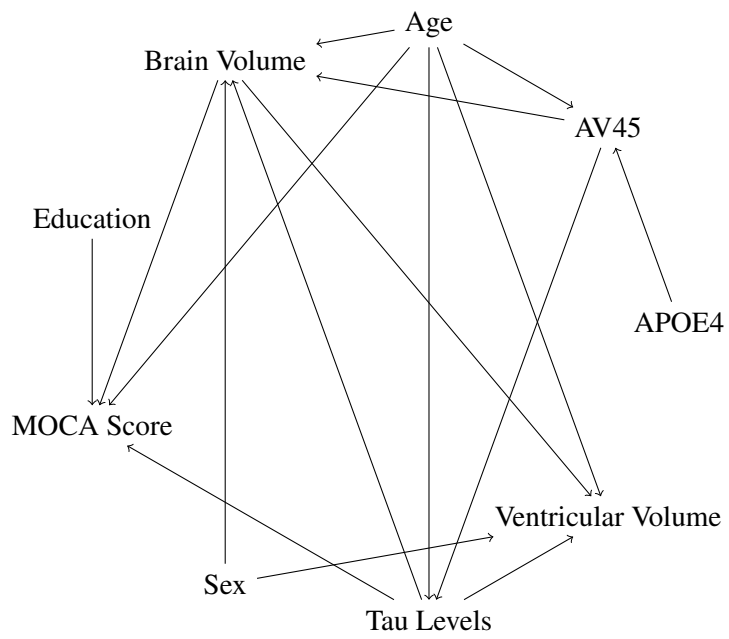 Age
Brain Volume
AV45
Education
APOE4
MOCA Score
Ventricular Volume
Sex
Tau Levels